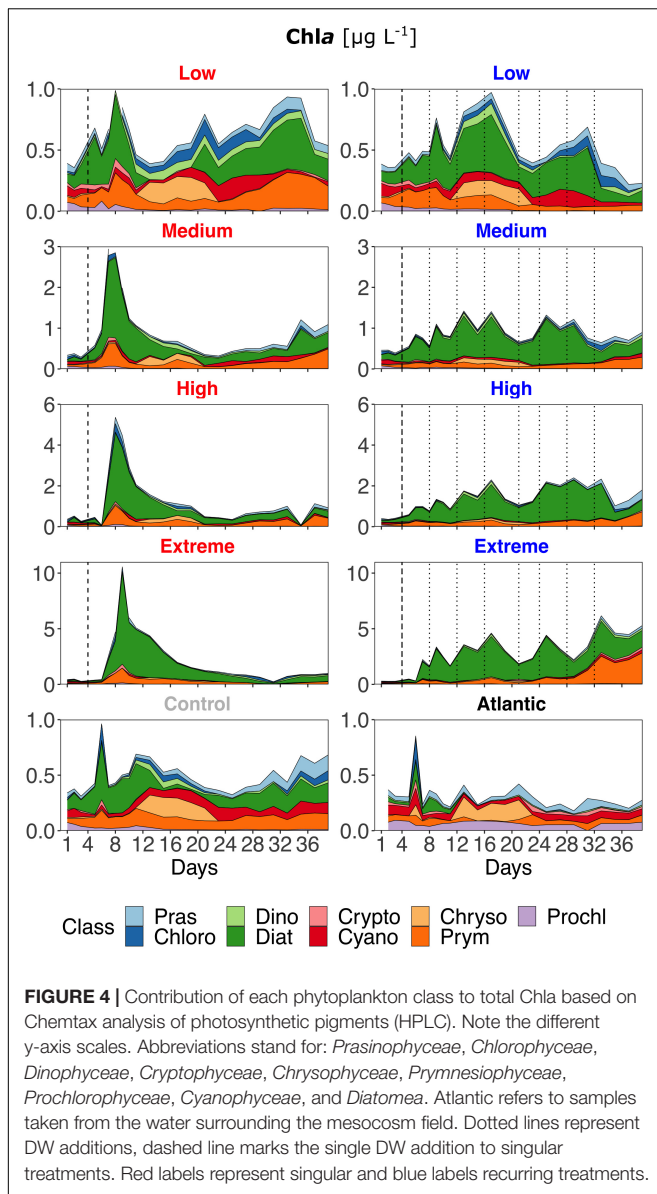 Chla [µg L⁻¹]
Low Low
1.0 1.0
0.5 0.5
0.0 0.0
Medium Medium
3 3
2 2
1 1
0 0
High High
6 6
4 4
2 2
0 0
Extreme Extreme
10 10
5 5
0 0
Control Atlantic
1.0 1.0
0.5 0.5
0.0 0.0
1 4 8 12 16 20 24 28 32 36 1 4 8 12 16 20 24 28 32 36
Days Days
Class Pras Dino Crypto Chryso Prochl
Chloro Diat Cyano Prym
FIGURE 4 | Contribution of each phytoplankton class to total Chla based on
Chemtax analysis of photosynthetic pigments (HPLC). Note the different
y-axis scales. Abbreviations stand for: Prasinophyceae, Chlorophyceae,
Dinophyceae, Cryptophyceae, Chrysophyceae, Prymnesiophyceae,
Prochlorophyceae, Cyanophyceae, and Diatomea. Atlantic refers to samples
taken from the water surrounding the mesocosm field. Dotted lines represent
DW additions, dashed line marks the single DW addition to singular
treatments. Red labels represent singular and blue labels recurring treatments.